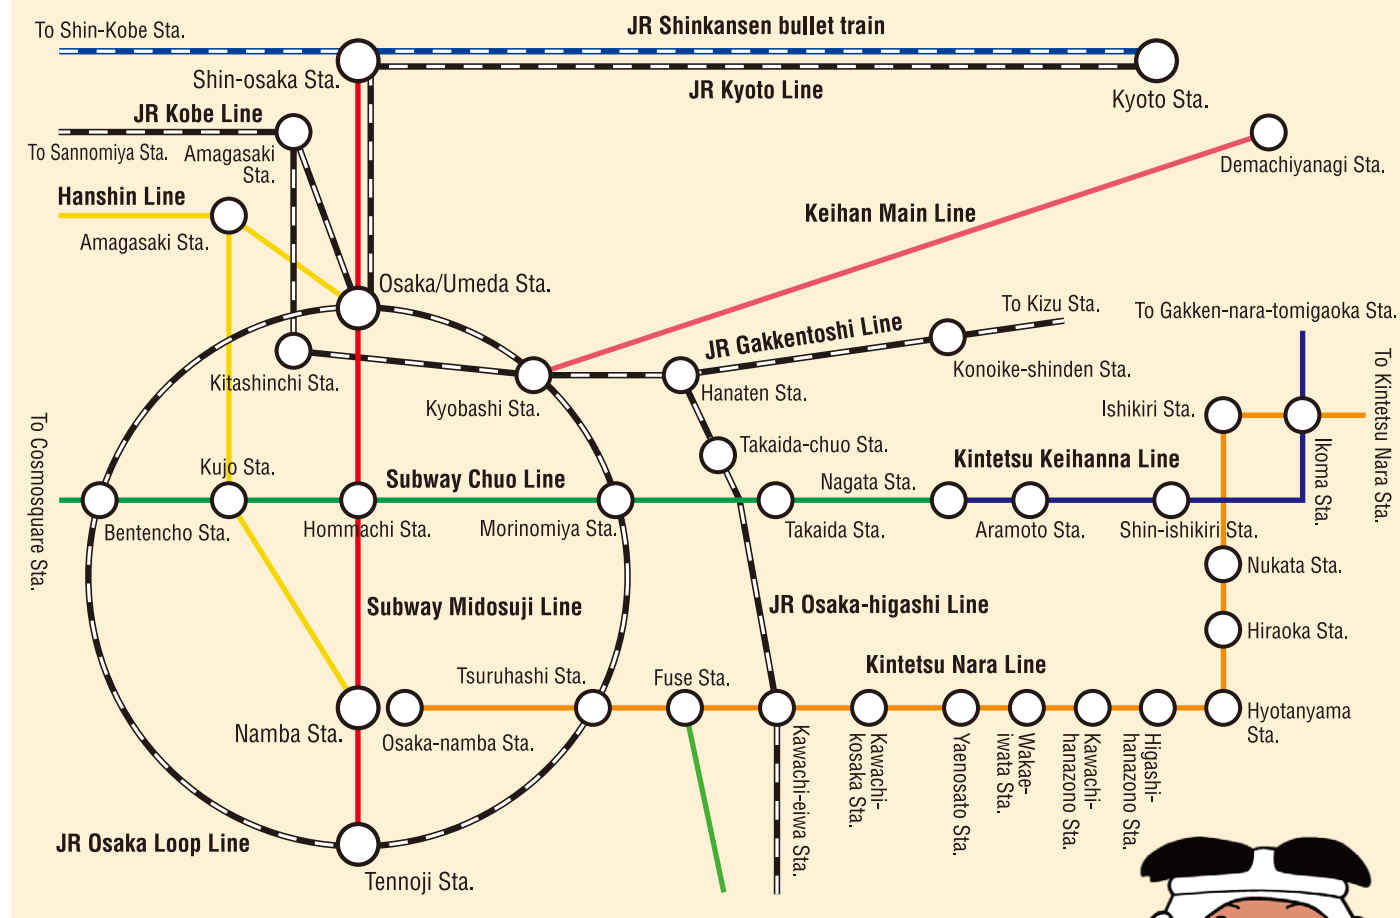 To Shin-Kobe Sta.
JR Shinkansen bullet train
Shin-osaka Sta.
JR Kyoto Line
Kyoto Sta.
JR Kobe Line
To Sannomiya Sta.
Amagasaki
Sta.
Demachiyanagi Sta.
Hanshin Line
Amagasaki Sta.
Keihan Main Line
Osaka/Umeda Sta.
To Kizu Sta.
To Gakken-nara-tomigaoka Sta.
JR Gakkentoshi Line
Kitashinchi Sta.
Kyobashi Sta.
Hanaten Sta.
Konoike-shinden Sta.
Ishikiri Sta.
Ikoma Sta.
To Kintetsu Nara Sta.
To Cosmosquare Sta.
Takaida-chuo Sta.
Kujo Sta.
Subway Chuo Line
Nagata Sta.
Kintetsu Keihanna Line
Bentencho Sta.
Hommachi Sta.
Morinomiya Sta.
Takaida Sta.
Aramoto Sta.
Shin-ishikiri Sta.
Nukata Sta.
Subway Midosuji Line
JR Osaka-higashi Line
Hiraoka Sta.
Kintetsu Nara Line
Tsuruhashi Sta.
Fuse Sta.
Namba Sta.
Osaka-namba Sta.
Kawachi-eiwa Sta.
Kawachi-
kosaka Sta.
Yaenosato Sta.
Wakae-
iwata Sta.
Kawachi-
hanazono Sta.
Higashi-
hanazono Sta.
Hyotanyama
Sta.
JR Osaka Loop Line
Tennoji Sta.